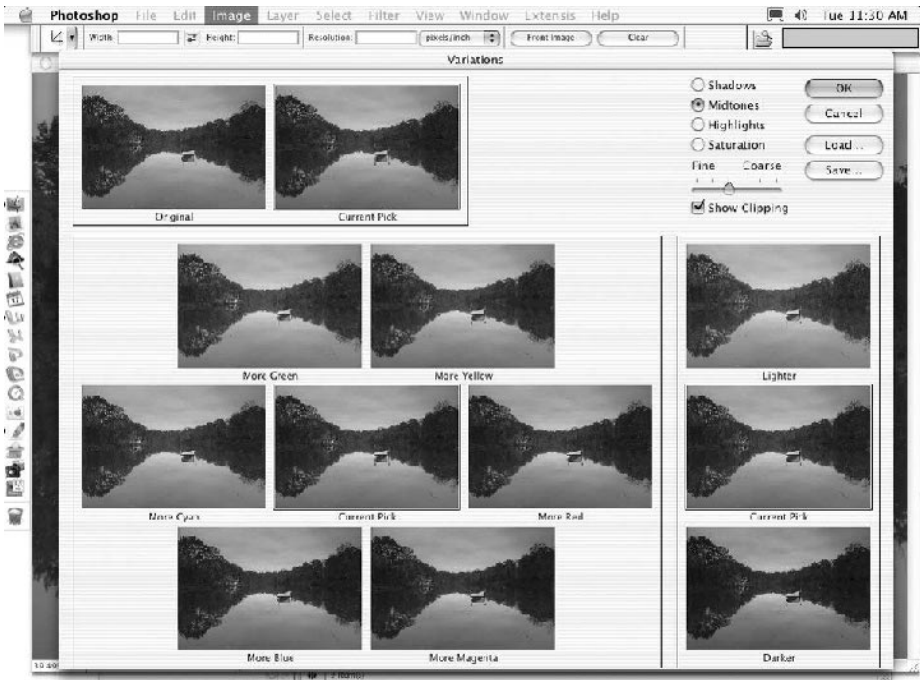 Photoshop File Edit Image Layer Select Filter View Window Extensis Help Tue 11:30 AM
Width: Height: Resolution: pixels/inch Front Image Clear
Variations
Original
Current Pick
Shadows
Midtones
Highlights
Saturation
Fine Coarse
Show Clipping
OK
Cancel
Load...
Save...
More Green
More Yellow
Lighter
More Cyan
Current Pick
More Red
Current Pick
More Blue
More Magenta
Darker